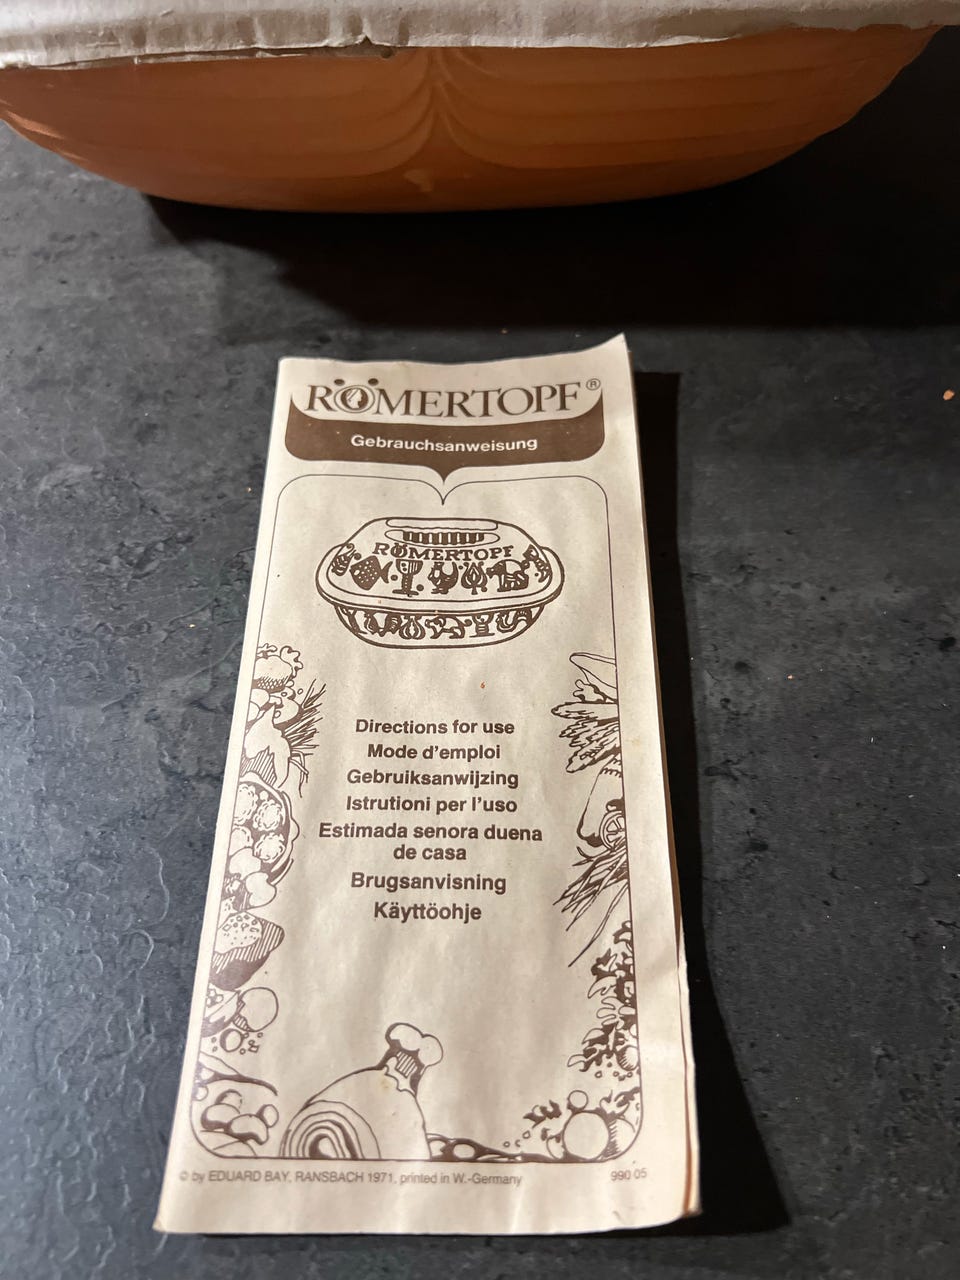 RÖMERTOPF®
Gebrauchsanweisung
RÖMERTOPF
Directions for use
Mode d'emploi
Gebruiksanwijzing
Istrutioni per l'uso
Estimada senora duena
de casa
Brugsanvisning
Käyttöohje
© by EDUARD BAY, RANSBACH 1971, printed in W.-Germany 990 05